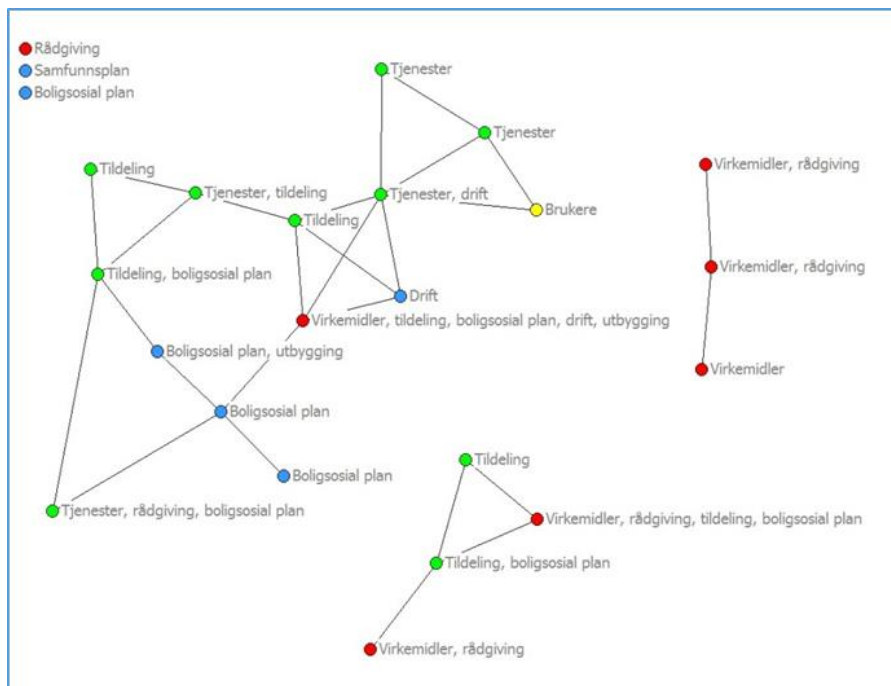 Rådgiving
Samfunnsplan
Boligsosial plan
Tjenester
Tjenester
Virkemidler, rådgiving
Tildeling
Tjenester, tildeling
Tjenester, drift
Brukere
Tildeling
Virkemidler, rådgiving
Tildeling, boligsosial plan
Drift
Virkemidler, tildeling, boligsosial plan, drift, utbygging
Boligsosial plan, utbygging
Virkemidler
Boligsosial plan
Tildeling
Boligsosial plan
Tjenester, rådgiving, boligsosial plan
Virkemidler, rådgiving, tildeling, boligsosial plan
Tildeling, boligsosial plan
Virkemidler, rådgiving